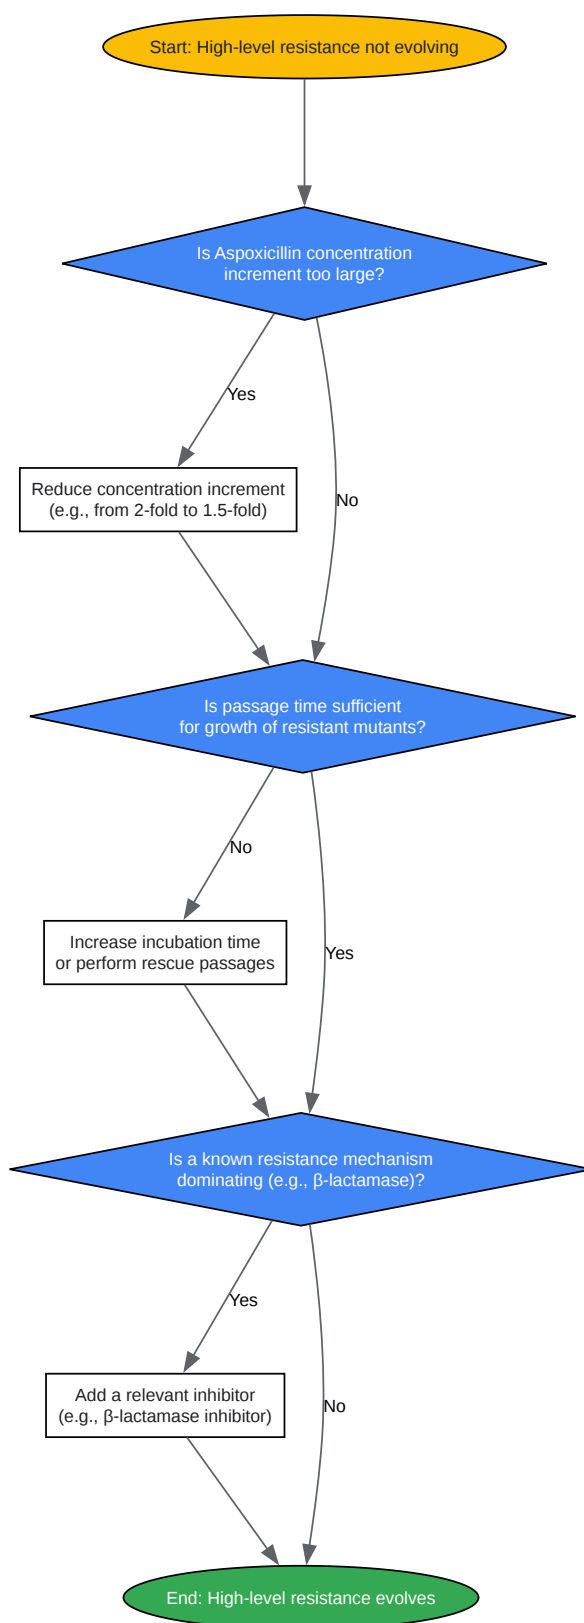 Start: High-level resistance not evolving
Is Aspoxicillin concentration
increment too large?
Yes
Reduce concentration increment
(e.g., from 2-fold to 1.5-fold)
No
Is passage time sufficient
for growth of resistant mutants?
No
Increase incubation time
or perform rescue passages
Yes
Is a known resistance mechanism
dominating (e.g., β-lactamase)?
Yes
Add a relevant inhibitor
(e.g., β-lactamase inhibitor)
No
End: High-level resistance evolves